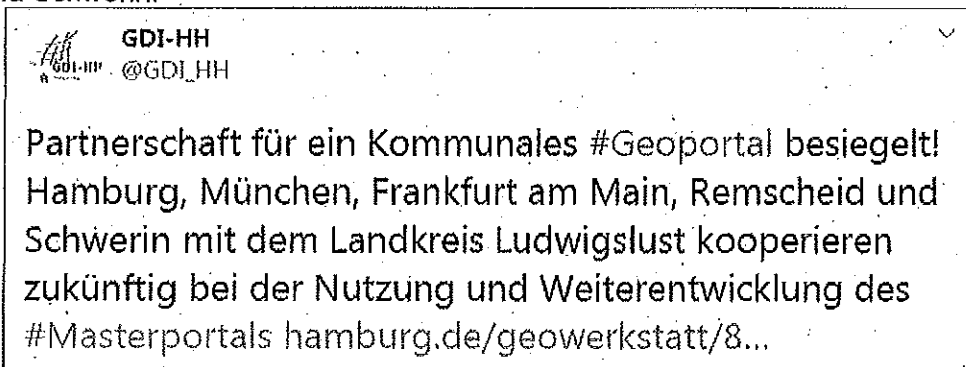 GDI-HH
@GDI_HH
Partnerschaft für ein Kommunales #Geoportal besiegelt!
Hamburg, München, Frankfurt am Main, Remscheid und
Schwerin mit dem Landkreis Ludwigslust kooperieren
zukünftig bei der Nutzung und Weiterentwicklung des
#Masterportals hamburg.de/geowerkstatt/8...